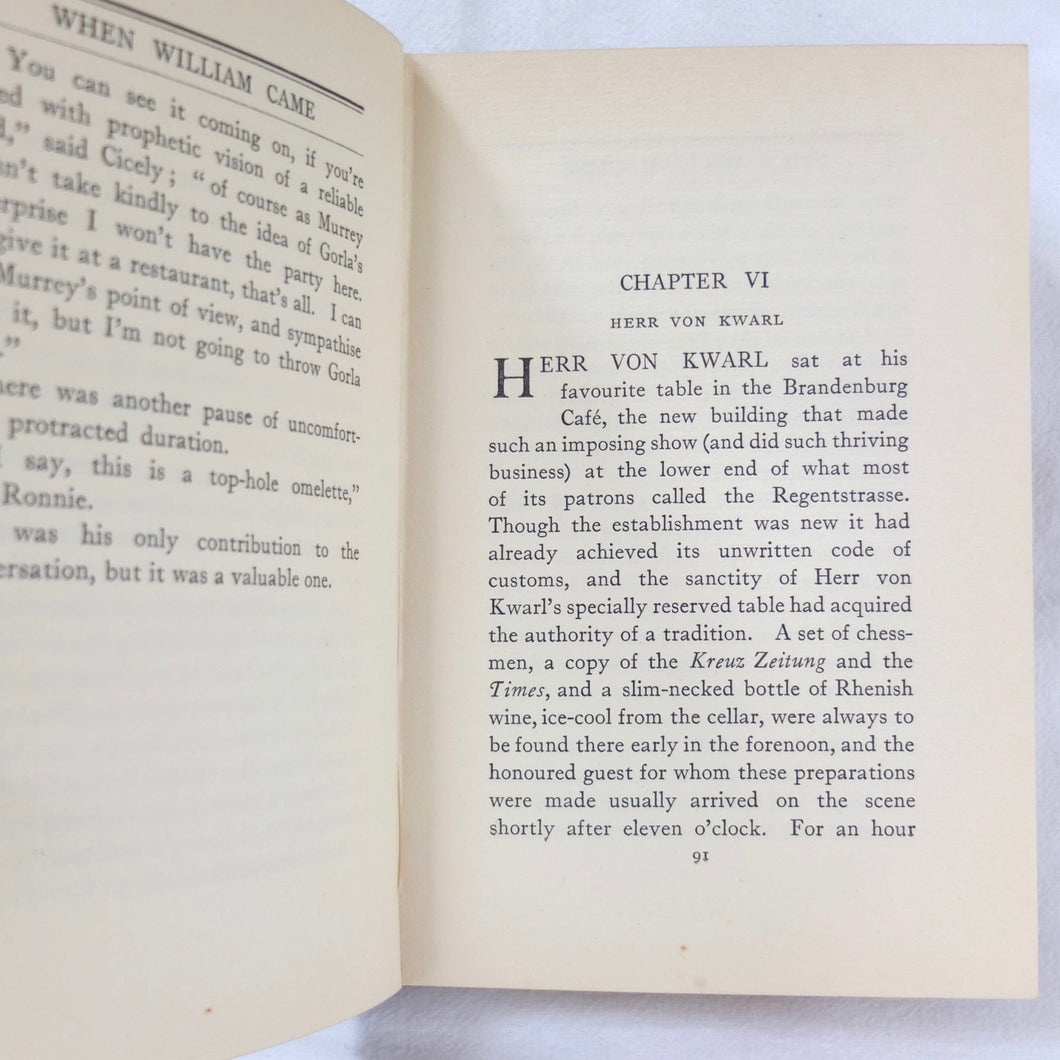 WHEN WILLIAM CAME
You can see it coming on, if you're
with prophetic vision of a reliable
said Cicely; “of course as Murrey
take kindly to the idea of Gorla's
I won't have the party here.
give it at a restaurant, that's all. I can
Murrey's point of view, and sympathise
it, but I'm not going to throw Gorla
was another pause of uncomfort-
protracted duration.
say, this is a top-hole omelette,”
Ronnie.
was his only contribution to the
but it was a valuable one.
CHAPTER VI
HERR VON KWARL
HERR VON KWARL sat at his
favourite table in the Brandenburg
Café, the new building that made
such an imposing show (and did such thriving
business) at the lower end of what most
of its patrons called the Regentstrasse.
Though the establishment was new it had
already achieved its unwritten code of
customs, and the sanctity of Herr von
Kwarl's specially reserved table had acquired
the authority of a tradition. A set of chess-
men, a copy of the Kreuz Zeitung and the
Times, and a slim-necked bottle of Rhenish
wine, ice-cool from the cellar, were always to
be found there early in the forenoon, and the
honoured guest for whom these preparations
were made usually arrived on the scene
shortly after eleven o'clock. For an hour
91